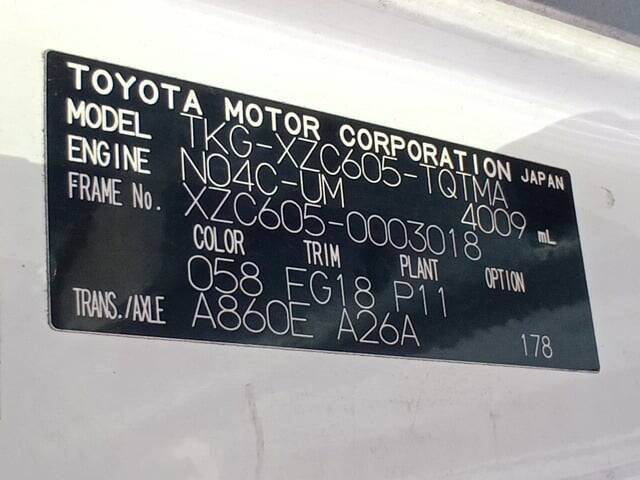 TOYOTA MOTOR CORPORATION JAPAN
MODEL TKG-XZC605-TQTMA
ENGINE N04C-UM 4009 mL
FRAME No. XZC605-0003018
COLOR TRIM PLANT OPTION
058 FG18 P11
TRANS./AXLE A860E A26A 178